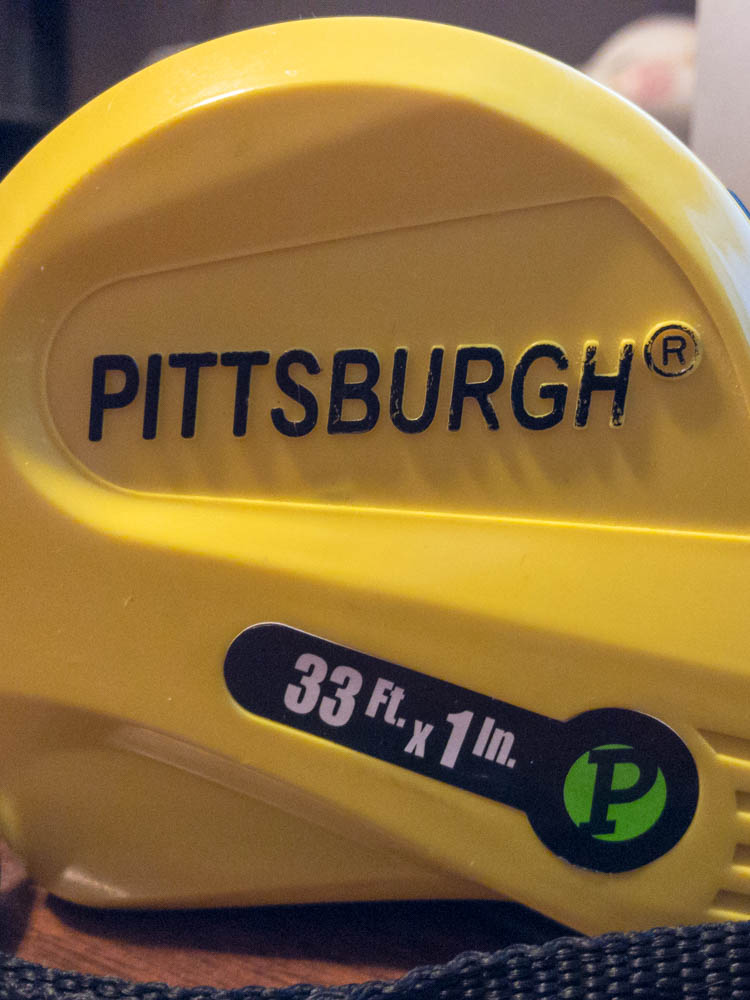 PITTSBURGH®
33 Ft. x 1 In.
P